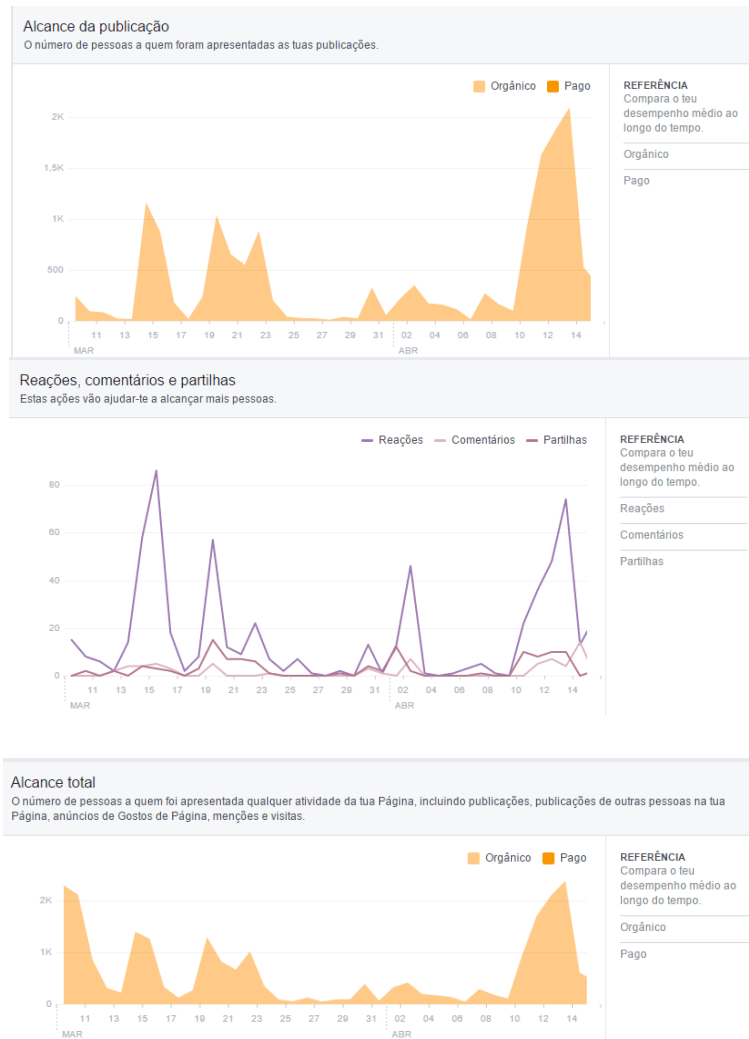 Alcance da publicação
O número de pessoas a quem foram apresentadas as tuas publicações.
Orgânico Pago
REFERÊNCIA
Compara o teu
desempenho médio ao
longo do tempo.
Orgânico
Pago
2K
1,5K
1K
500
0
11 13 15 17 19 21 23 25 27 29 31 02 04 06 08 10 12 14
MAR ABR
Reações, comentários e partilhas
Estas ações vão ajudar-te a alcançar mais pessoas.
Reações Comentários Partilhas
REFERÊNCIA
Compara o teu
desempenho médio ao
longo do tempo.
Reações
Comentários
Partilhas
80
60
40
20
0
11 13 15 17 19 21 23 25 27 29 31 02 04 06 08 10 12 14
MAR ABR
Alcance total
O número de pessoas a quem foi apresentada qualquer atividade da tua Página, incluindo publicações, publicações de outras pessoas na tua
Página, anúncios de Gostos de Página, menções e visitas.
Orgânico Pago
REFERÊNCIA
Compara o teu
desempenho médio ao
longo do tempo.
Orgânico
Pago
2K
1K
0
11 13 15 17 19 21 23 25 27 29 31 02 04 06 08 10 12 14
MAR ABR